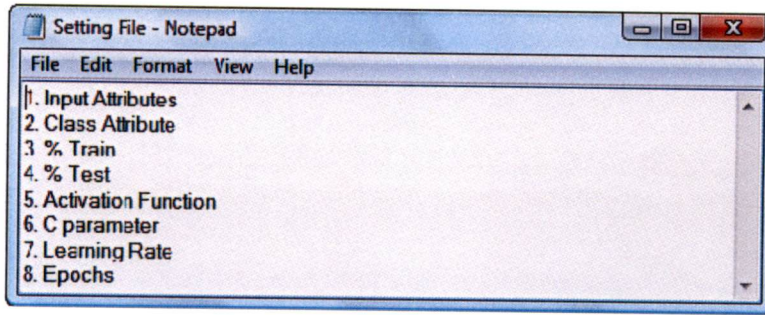 Setting File - Notepad
File Edit Format View Help
1. Input Attributes
2. Class Attribute
3 % Train
4. % Test
5. Activation Function
6. C parameter
7. Learning Rate
8. Epochs